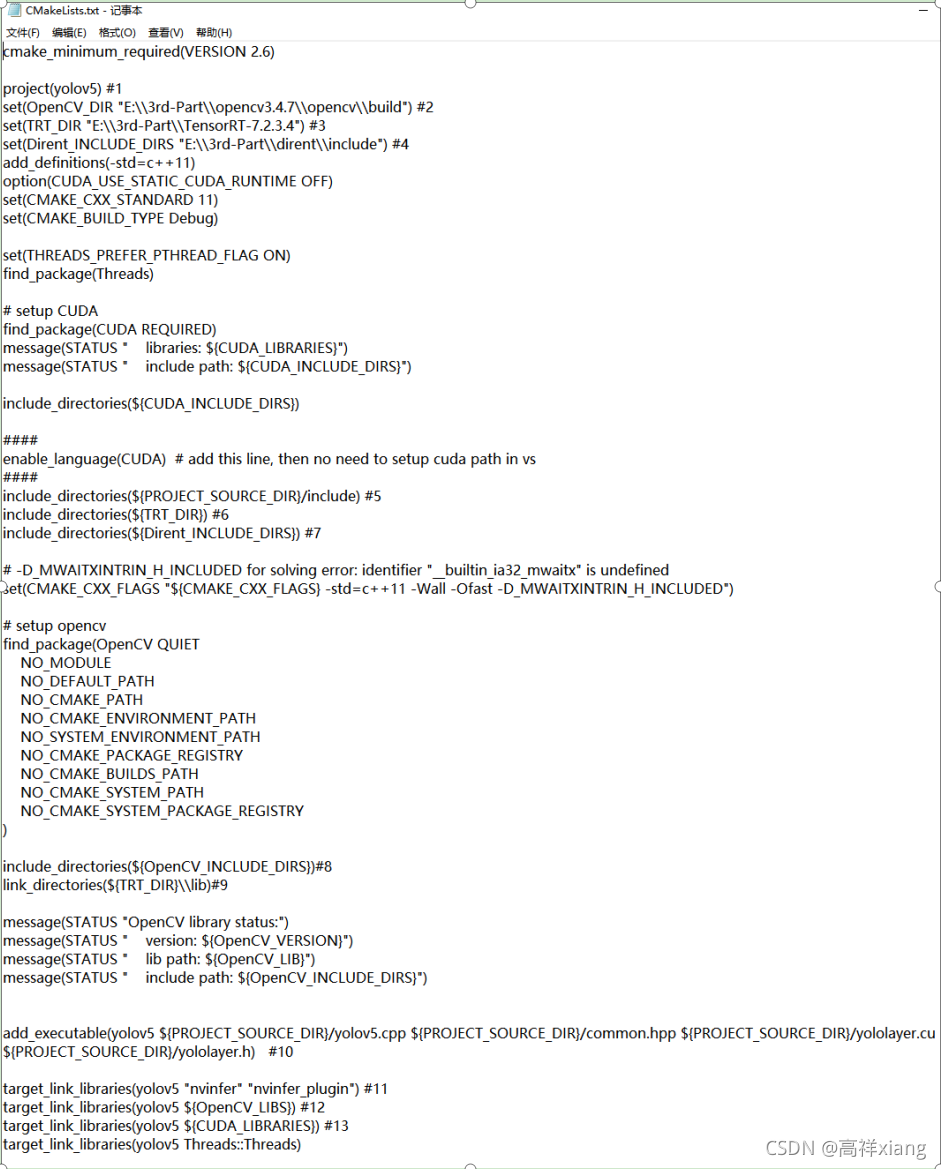 CMakeLists.txt - 记事本
文件(F) 编辑(E) 格式(O) 查看(V) 帮助(H)
cmake_minimum_required(VERSION 2.6)

project(yolov5) #1
set(OpenCV_DIR "E:\\3rd-Part\\opencv3.4.7\\opencv\\build") #2
set(TRT_DIR "E:\\3rd-Part\\TensorRT-7.2.3.4") #3
set(Dirent_INCLUDE_DIRS "E:\\3rd-Part\\dirent\\include") #4
add_definitions(-std=c++11)
option(CUDA_USE_STATIC_CUDA_RUNTIME OFF)
set(CMAKE_CXX_STANDARD 11)
set(CMAKE_BUILD_TYPE Debug)

set(THREADS_PREFER_PTHREAD_FLAG ON)
find_package(Threads)

# setup CUDA
find_package(CUDA REQUIRED)
message(STATUS "    libraries: ${CUDA_LIBRARIES}")
message(STATUS "    include path: ${CUDA_INCLUDE_DIRS}")

include_directories(${CUDA_INCLUDE_DIRS})

####
enable_language(CUDA)  # add this line, then no need to setup cuda path in vs
####
include_directories(${PROJECT_SOURCE_DIR}/include) #5
include_directories(${TRT_DIR}) #6
include_directories(${Dirent_INCLUDE_DIRS}) #7

# -D_MWAITXINTRIN_H_INCLUDED for solving error: identifier "__builtin_ia32_mwaitx" is undefined
set(CMAKE_CXX_FLAGS "${CMAKE_CXX_FLAGS} -std=c++11 -Wall -Ofast -D_MWAITXINTRIN_H_INCLUDED")

# setup opencv
find_package(OpenCV QUIET
    NO_MODULE
    NO_DEFAULT_PATH
    NO_CMAKE_PATH
    NO_CMAKE_ENVIRONMENT_PATH
    NO_SYSTEM_ENVIRONMENT_PATH
    NO_CMAKE_PACKAGE_REGISTRY
    NO_CMAKE_BUILDS_PATH
    NO_CMAKE_SYSTEM_PATH
    NO_CMAKE_SYSTEM_PACKAGE_REGISTRY
)

include_directories(${OpenCV_INCLUDE_DIRS})#8
link_directories(${TRT_DIR}\\lib)#9

message(STATUS "OpenCV library status:")
message(STATUS "    version: ${OpenCV_VERSION}")
message(STATUS "    lib path: ${OpenCV_LIB}")
message(STATUS "    include path: ${OpenCV_INCLUDE_DIRS}")

add_executable(yolov5 ${PROJECT_SOURCE_DIR}/yolov5.cpp ${PROJECT_SOURCE_DIR}/common.hpp ${PROJECT_SOURCE_DIR}/yololayer.cu
${PROJECT_SOURCE_DIR}/yololayer.h)   #10

target_link_libraries(yolov5 "nvinfer" "nvinfer_plugin") #11
target_link_libraries(yolov5 ${OpenCV_LIBS}) #12
target_link_libraries(yolov5 ${CUDA_LIBRARIES}) #13
target_link_libraries(yolov5 Threads::Threads)
CSDN @高祥xiang